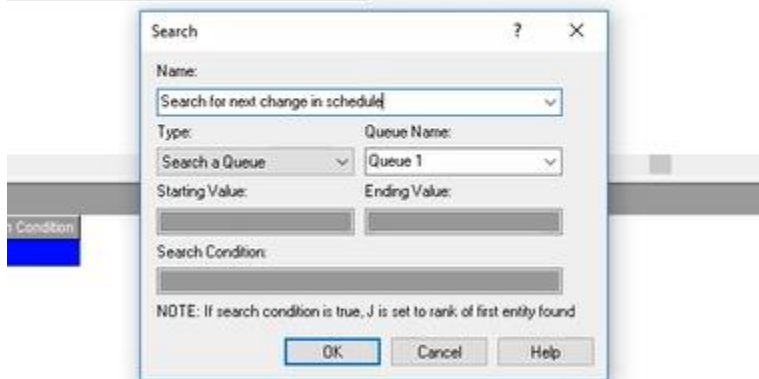 Search ?
Name:
Search for next change in schedule
Type: Queue Name:
Search a Queue Queue 1
Starting Value: Ending Value:
Condition
Search Condition:
NOTE: If search condition is true, J is set to rank of first entity found
OK Cancel Help